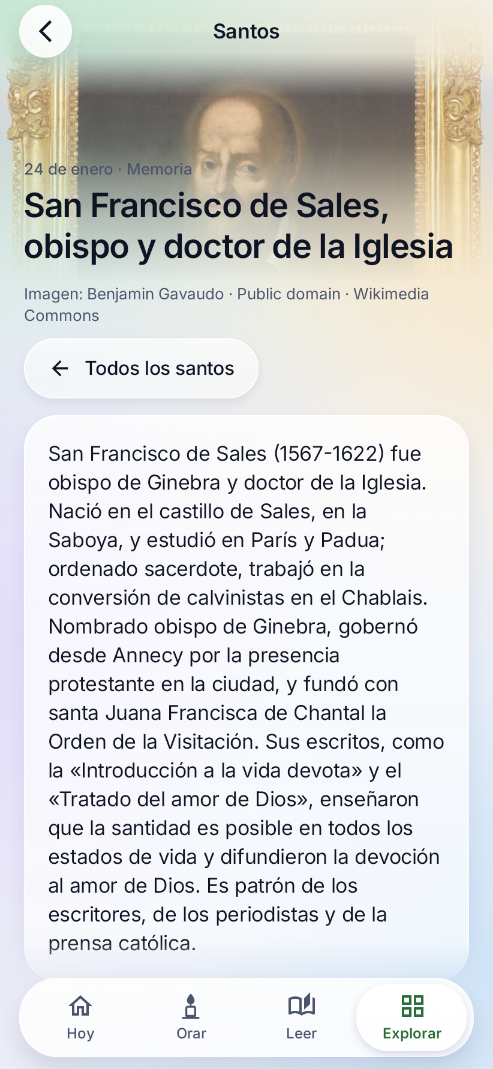 Santos
24 de enero · Memoria
San Francisco de Sales,
obispo y doctor de la Iglesia
Imagen: Benjamin Gavaudo · Public domain · Wikimedia
Commons
Todos los santos
San Francisco de Sales (1567-1622) fue
obispo de Ginebra y doctor de la Iglesia.
Nació en el castillo de Sales, en la
Saboya, y estudió en París y Padua;
ordenado sacerdote, trabajó en la
conversión de calvinistas en el Chablais.
Nombrado obispo de Ginebra, gobernó
desde Annecy por la presencia
protestante en la ciudad, y fundó con
santa Juana Francisca de Chantal la
Orden de la Visitación. Sus escritos, como
la «Introducción a la vida devota» y el
«Tratado del amor de Dios», enseñaron
que la santidad es posible en todos los
estados de vida y difundieron la devoción
al amor de Dios. Es patrón de los
escritores, de los periodistas y de la
prensa católica.
Hoy
Orar
Leer
Explorar